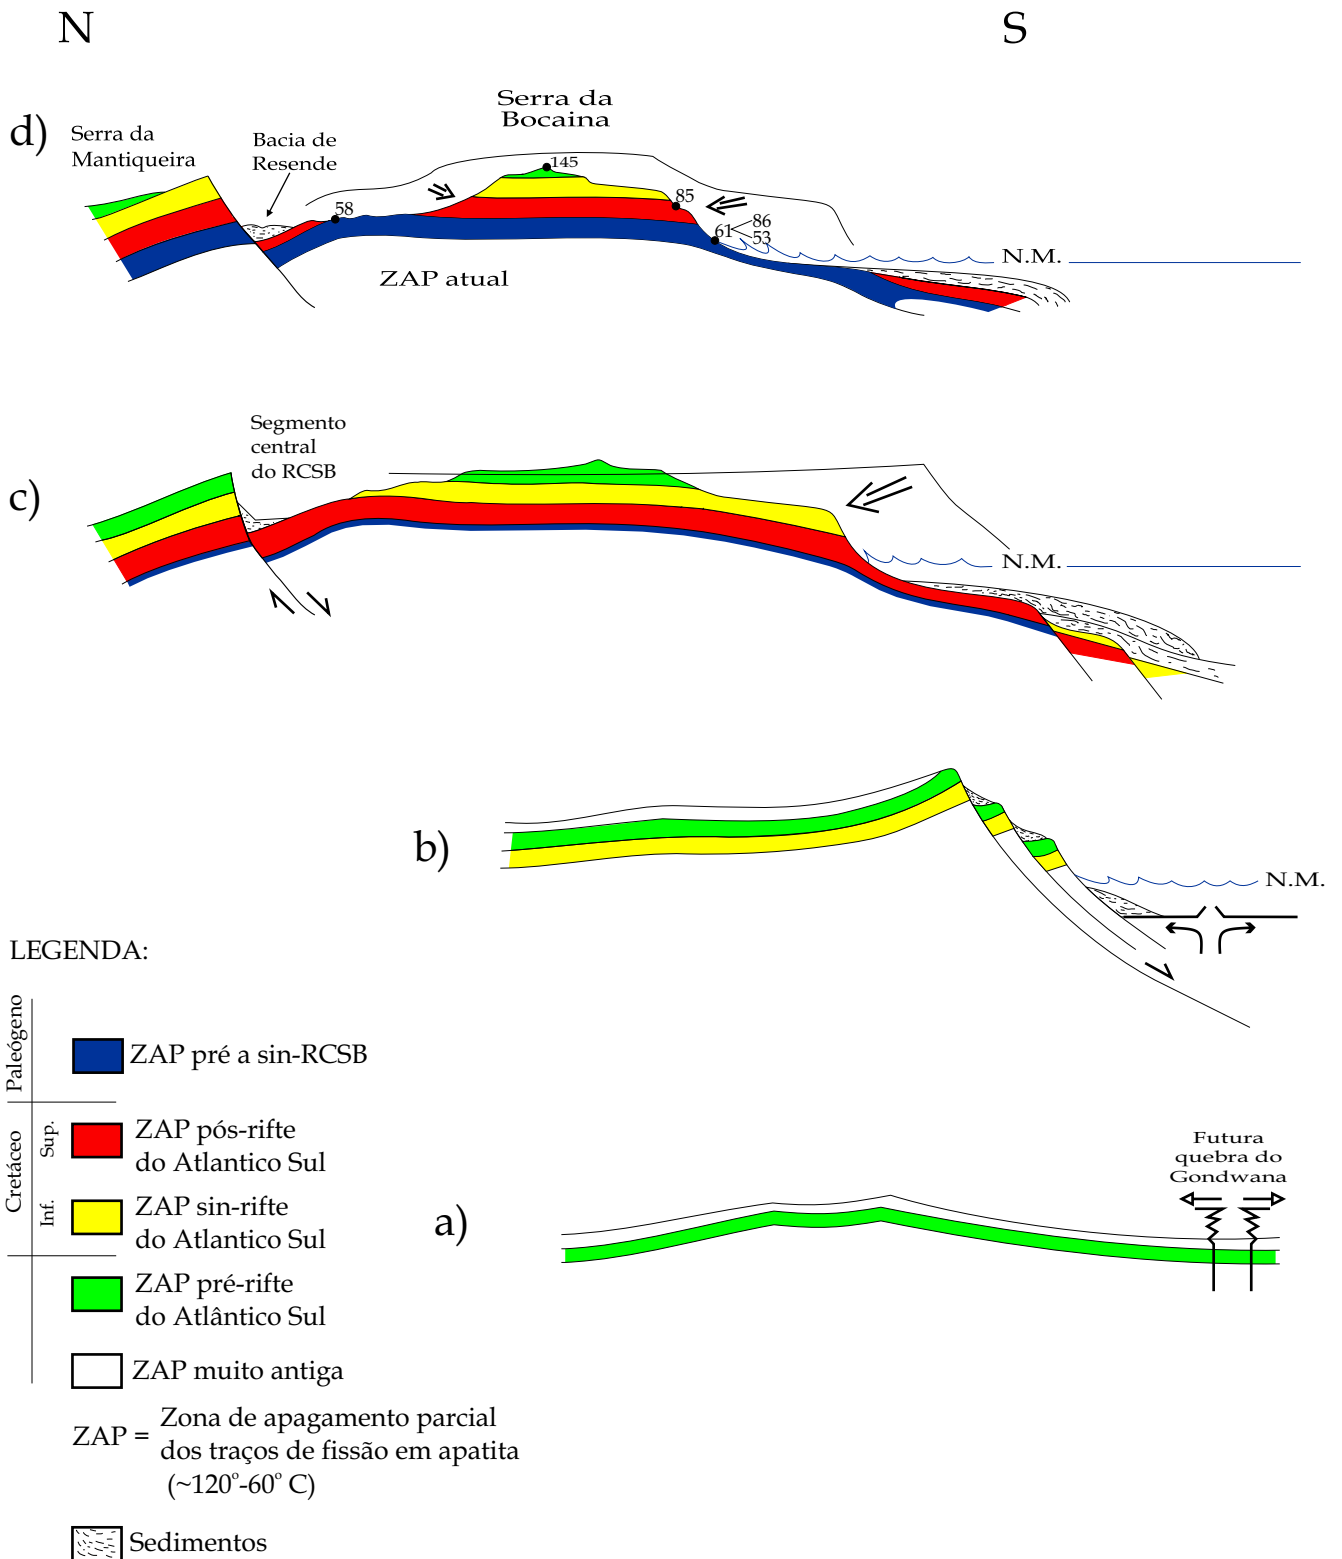 N
S
d)
Serra da
Mantiqueira
Bacia de
Resende
Serra da
Bocaina
145
58
85
86
61
53
N.M.
ZAP atual
c)
Segmento
central
do RCSB
N.M.
b)
N.M.
a)
Futura
quebra do
Gondwana
LEGENDA:
Paleógeno
ZAP pré a sin-RCSB
Cretáceo
Sup.
ZAP pós-rifte
do Atlantico Sul
Inf.
ZAP sin-rifte
do Atlantico Sul
ZAP pré-rifte
do Atlântico Sul
ZAP muito antiga
ZAP =
Zona de apagamento parcial
dos traços de fissão em apatita
(~120°-60° C)
Sedimentos